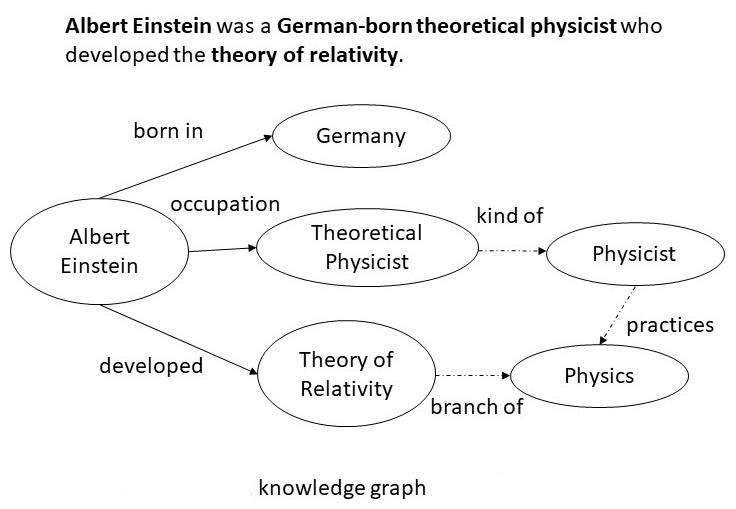 Albert Einstein was a German-born theoretical physicist who
developed the theory of relativity.
born in
Germany
occupation
Albert
Einstein
Theoretical
Physicist
kind of
Physicist
practices
developed
Theory of
Relativity
branch of
Physics
knowledge graph